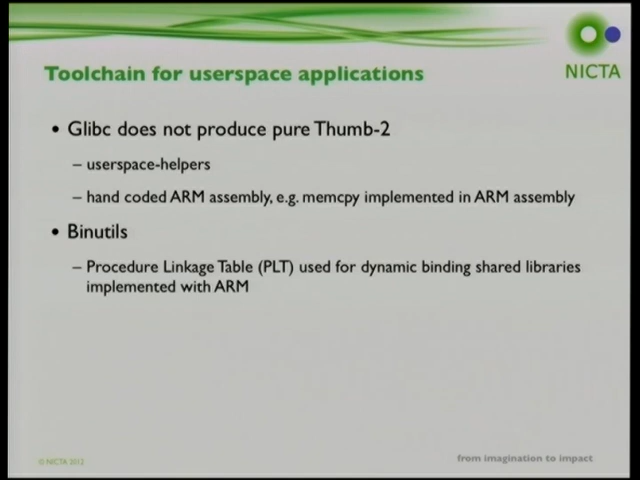 Toolchain for userspace applications
NICTA
• Glibc does not produce pure Thumb-2
– userspace-helpers
– hand coded ARM assembly, e.g. memcpy implemented in ARM assembly
• Binutils
– Procedure Linkage Table (PLT) used for dynamic binding shared libraries
implemented with ARM
© NICTA 2012
from imagination to impact